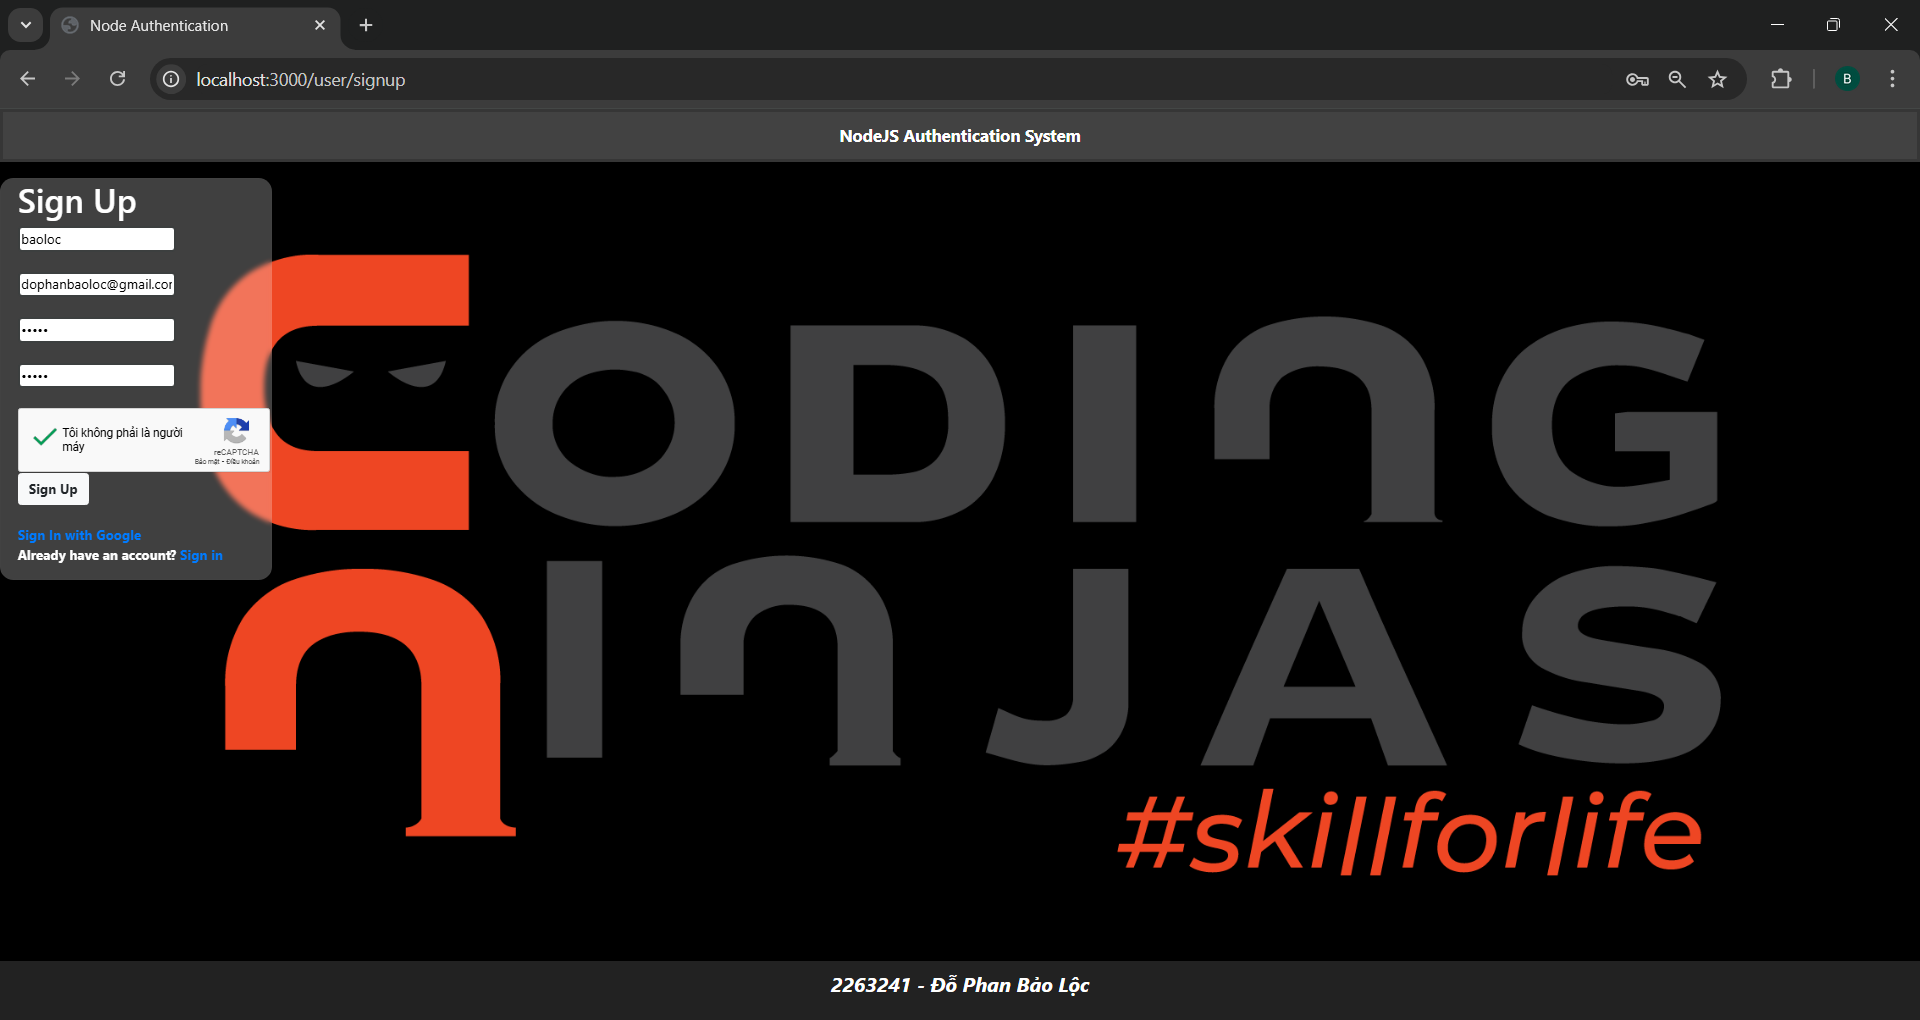 Node Authentication
localhost:3000/user/signup
B
NodeJS Authentication System
Sign Up
baoloc
dophanbaoloc@gmail.cor
•••••
•••••
Tôi không phải là người
máy
reCAPTCHA
Bảo mật - Điều khoản
Sign Up
Sign In with Google
Already have an account? Sign in
CODING
NINJAS
#skillforlife
2263241 - Đỗ Phan Bảo Lộc